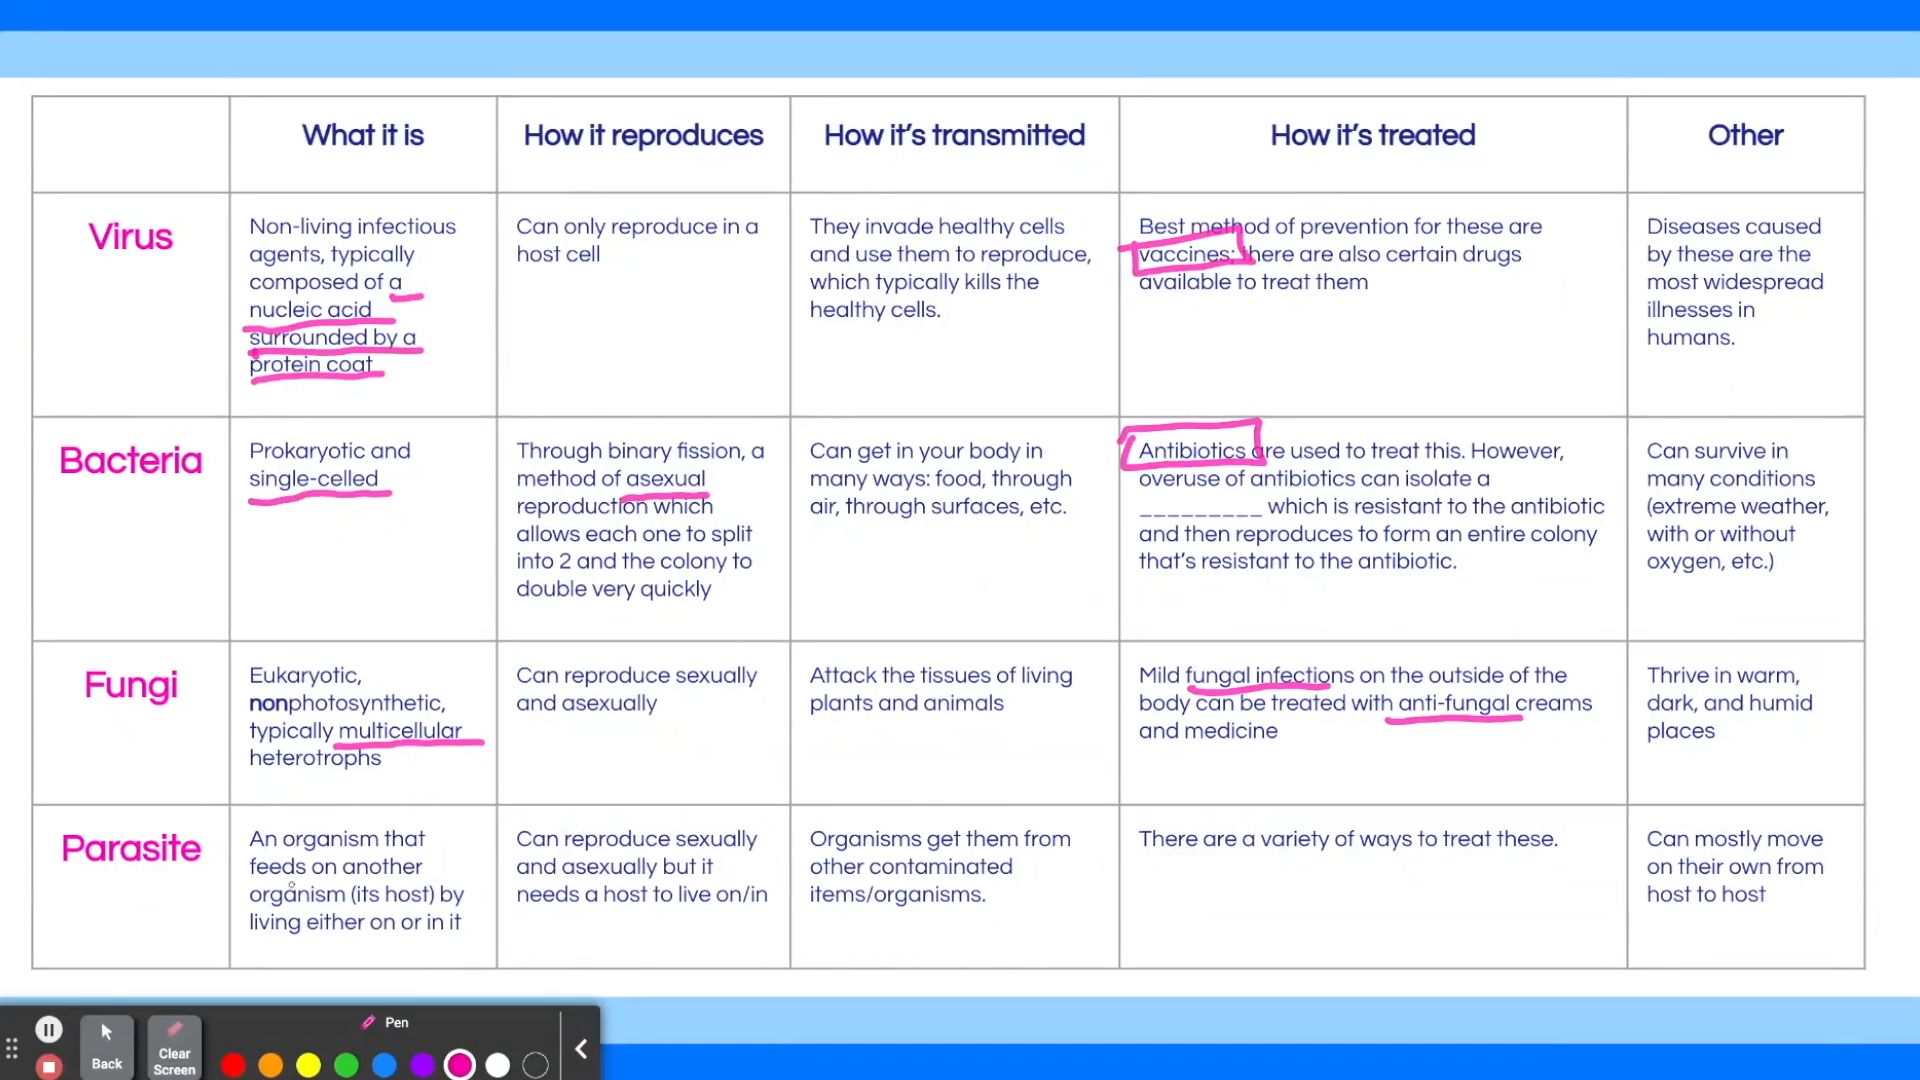 What it is
How it reproduces
How it's transmitted
How it's treated
Other
Virus
Non-living infectious
agents, typically
composed of a
nucleic acid
surrounded by a
protein coat
Can only reproduce in a
host cell
They invade healthy cells
and use them to reproduce,
which typically kills the
healthy cells.
Best method of prevention for these are
vaccines; there are also certain drugs
available to treat them
Diseases caused
by these are the
most widespread
illnesses in
humans.
Bacteria
Prokaryotic and
single-celled
Through binary fission, a
method of asexual
reproduction which
allows each one to split
into 2 and the colony to
double very quickly
Can get in your body in
many ways: food, through
air, through surfaces, etc.
Antibiotics are used to treat this. However,
overuse of antibiotics can isolate a
_________ which is resistant to the antibiotic
and then reproduces to form an entire colony
that's resistant to the antibiotic.
Can survive in
many conditions
(extreme weather,
with or without
oxygen, etc.)
Fungi
Eukaryotic,
nonphotosynthetic,
typically multicellular
heterotrophs
Can reproduce sexually
and asexually
Attack the tissues of living
plants and animals
Mild fungal infections on the outside of the
body can be treated with anti-fungal creams
and medicine
Thrive in warm,
dark, and humid
places
Parasite
An organism that
feeds on another
organism (its host) by
living either on or in it
Can reproduce sexually
and asexually but it
needs a host to live on/in
Organisms get them from
other contaminated
items/organisms.
There are a variety of ways to treat these.
Can mostly move
on their own from
host to host
Pen
Back
Clear
Screen